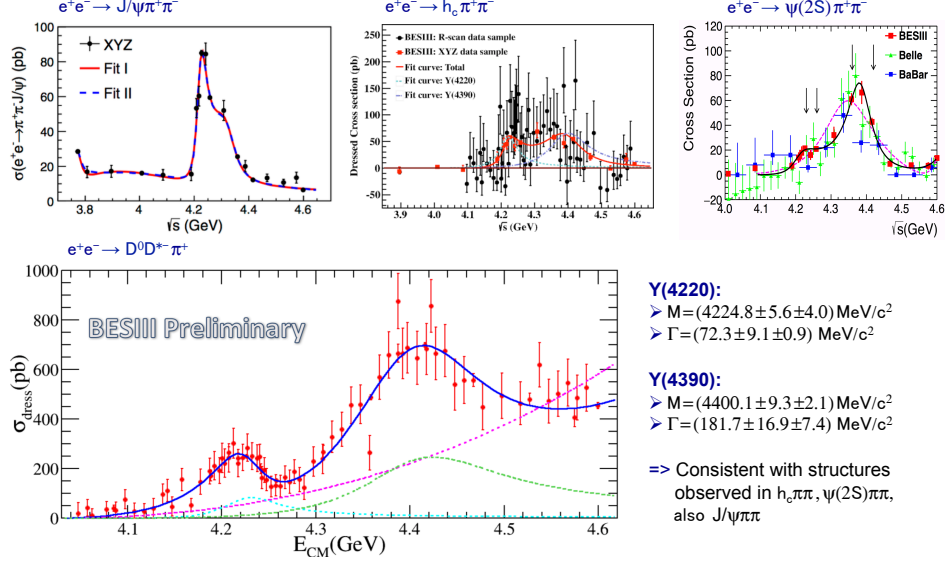 e⁺e⁻→ J/ψπ⁺π⁻
e⁺e⁻→ h_cπ⁺π⁻
e⁺e⁻→ ψ(2S)π⁺π⁻
σ(e⁺e⁻→π⁺π⁻J/ψ) (pb)
100
80
60
40
20
0
XYZ
Fit I
Fit II
3.8
4
4.2
4.4
4.6
√s (GeV)
Dressed Cross section (pb)
250
200
150
100
50
0
-50
BESIII: R-scan data sample
BESIII: XYZ data sample
Fit curve: Total
Fit curve: Y(4220)
Fit curve: Y(4390)
3.9
4.0
4.1
4.2
4.3
4.4
4.5
4.6
√s (GeV)
Cross Section (pb)
120
100
80
60
40
20
0
−20
BESIII
Belle
BaBar
4.0
4.1
4.2
4.3
4.4
4.5
4.6
√s(GeV)
e⁺e⁻→ D⁰D*⁻π⁺
σ_dress(pb)
1000
800
600
400
200
0
BESIII Preliminary
4.1
4.2
4.3
4.4
4.5
4.6
E_CM(GeV)
Y(4220):
➢ M=(4224.8±5.6±4.0) MeV/c²
➢ Γ=(72.3±9.1±0.9) MeV/c²
Y(4390):
➢ M=(4400.1±9.3±2.1) MeV/c²
➢ Γ=(181.7±16.9±7.4) MeV/c²
=> Consistent with structures
observed in h_cππ, ψ(2S)ππ,
also J/ψππ